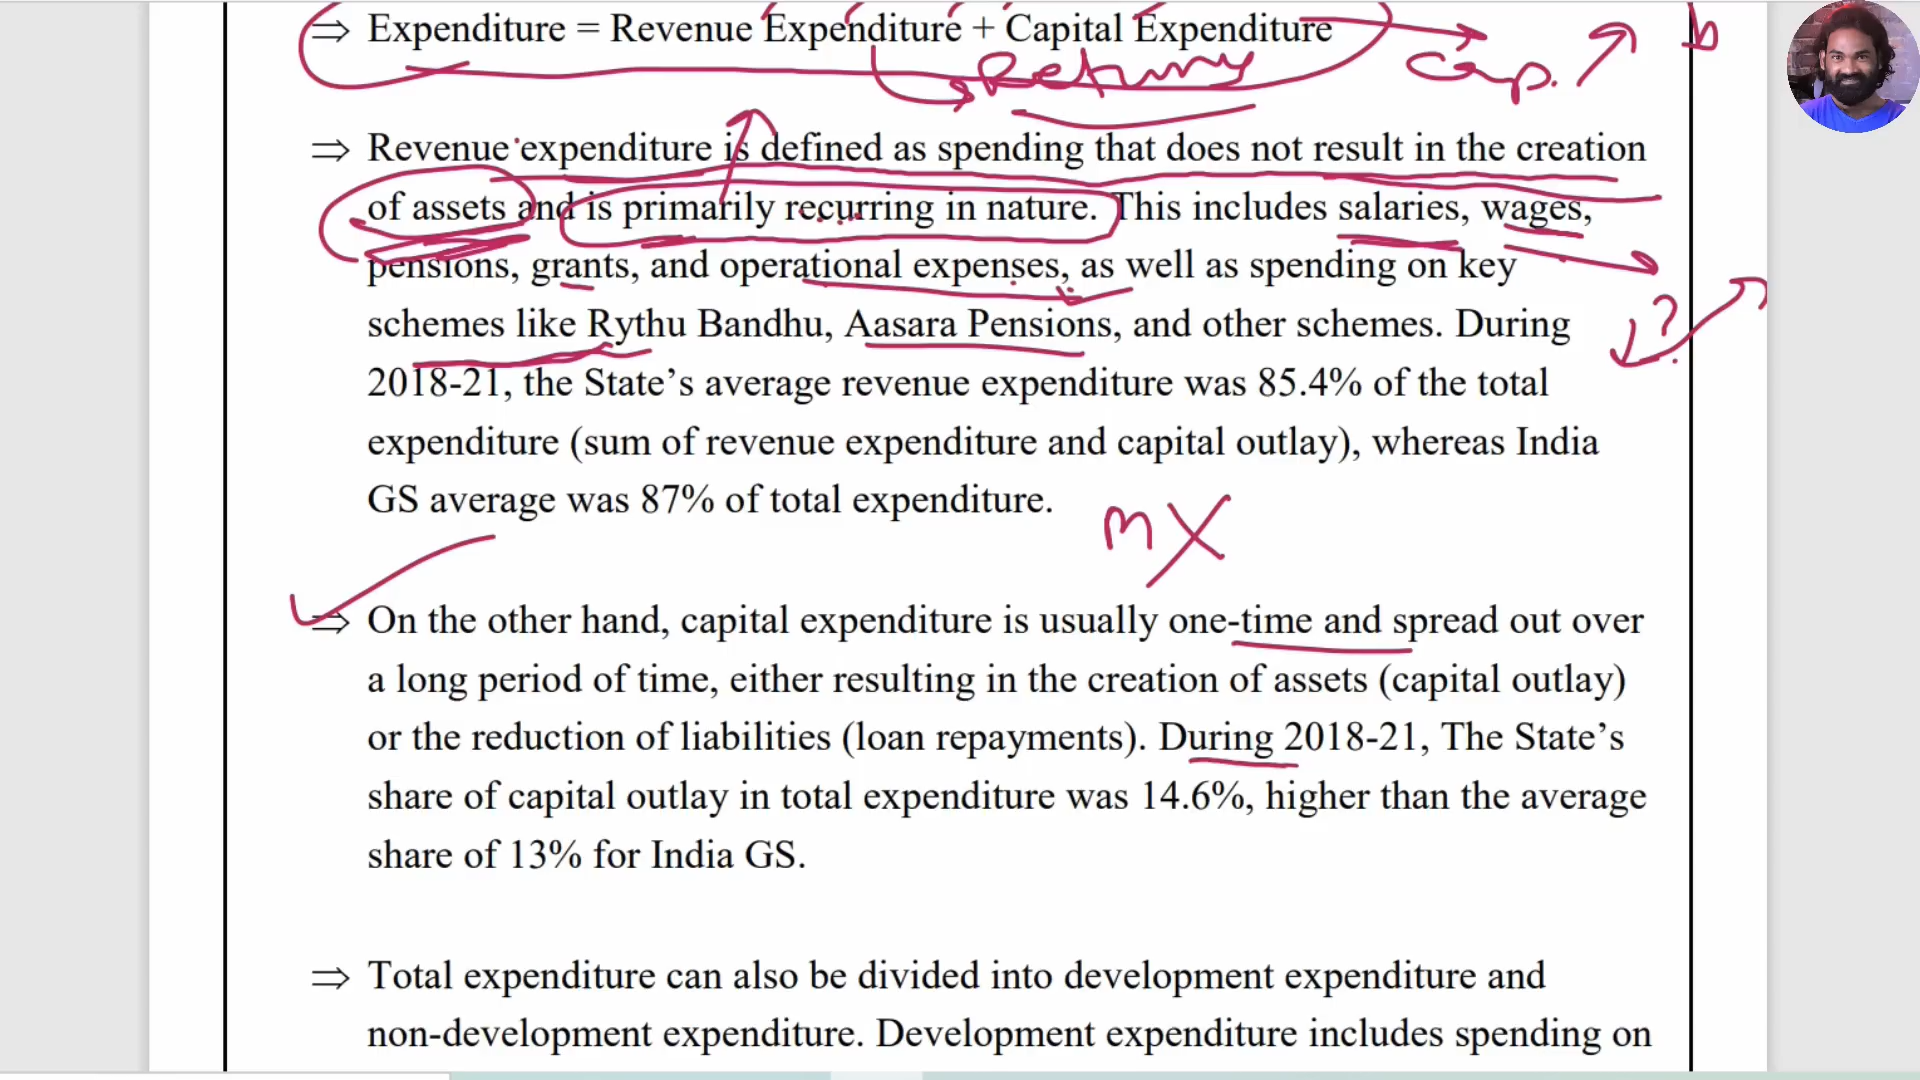 ⇒ Expenditure = Revenue Expenditure + Capital Expenditure
b
Cap.
⇒ Revenue expenditure is defined as spending that does not result in the creation
of assets and is primarily recurring in nature. This includes salaries, wages,
pensions, grants, and operational expenses, as well as spending on key
schemes like Rythu Bandhu, Aasara Pensions, and other schemes. During
?
2018-21, the State’s average revenue expenditure was 85.4% of the total
expenditure (sum of revenue expenditure and capital outlay), whereas India
GS average was 87% of total expenditure.
⇒ On the other hand, capital expenditure is usually one-time and spread out over
a long period of time, either resulting in the creation of assets (capital outlay)
or the reduction of liabilities (loan repayments). During 2018-21, The State’s
share of capital outlay in total expenditure was 14.6%, higher than the average
share of 13% for India GS.
⇒ Total expenditure can also be divided into development expenditure and
non-development expenditure. Development expenditure includes spending on